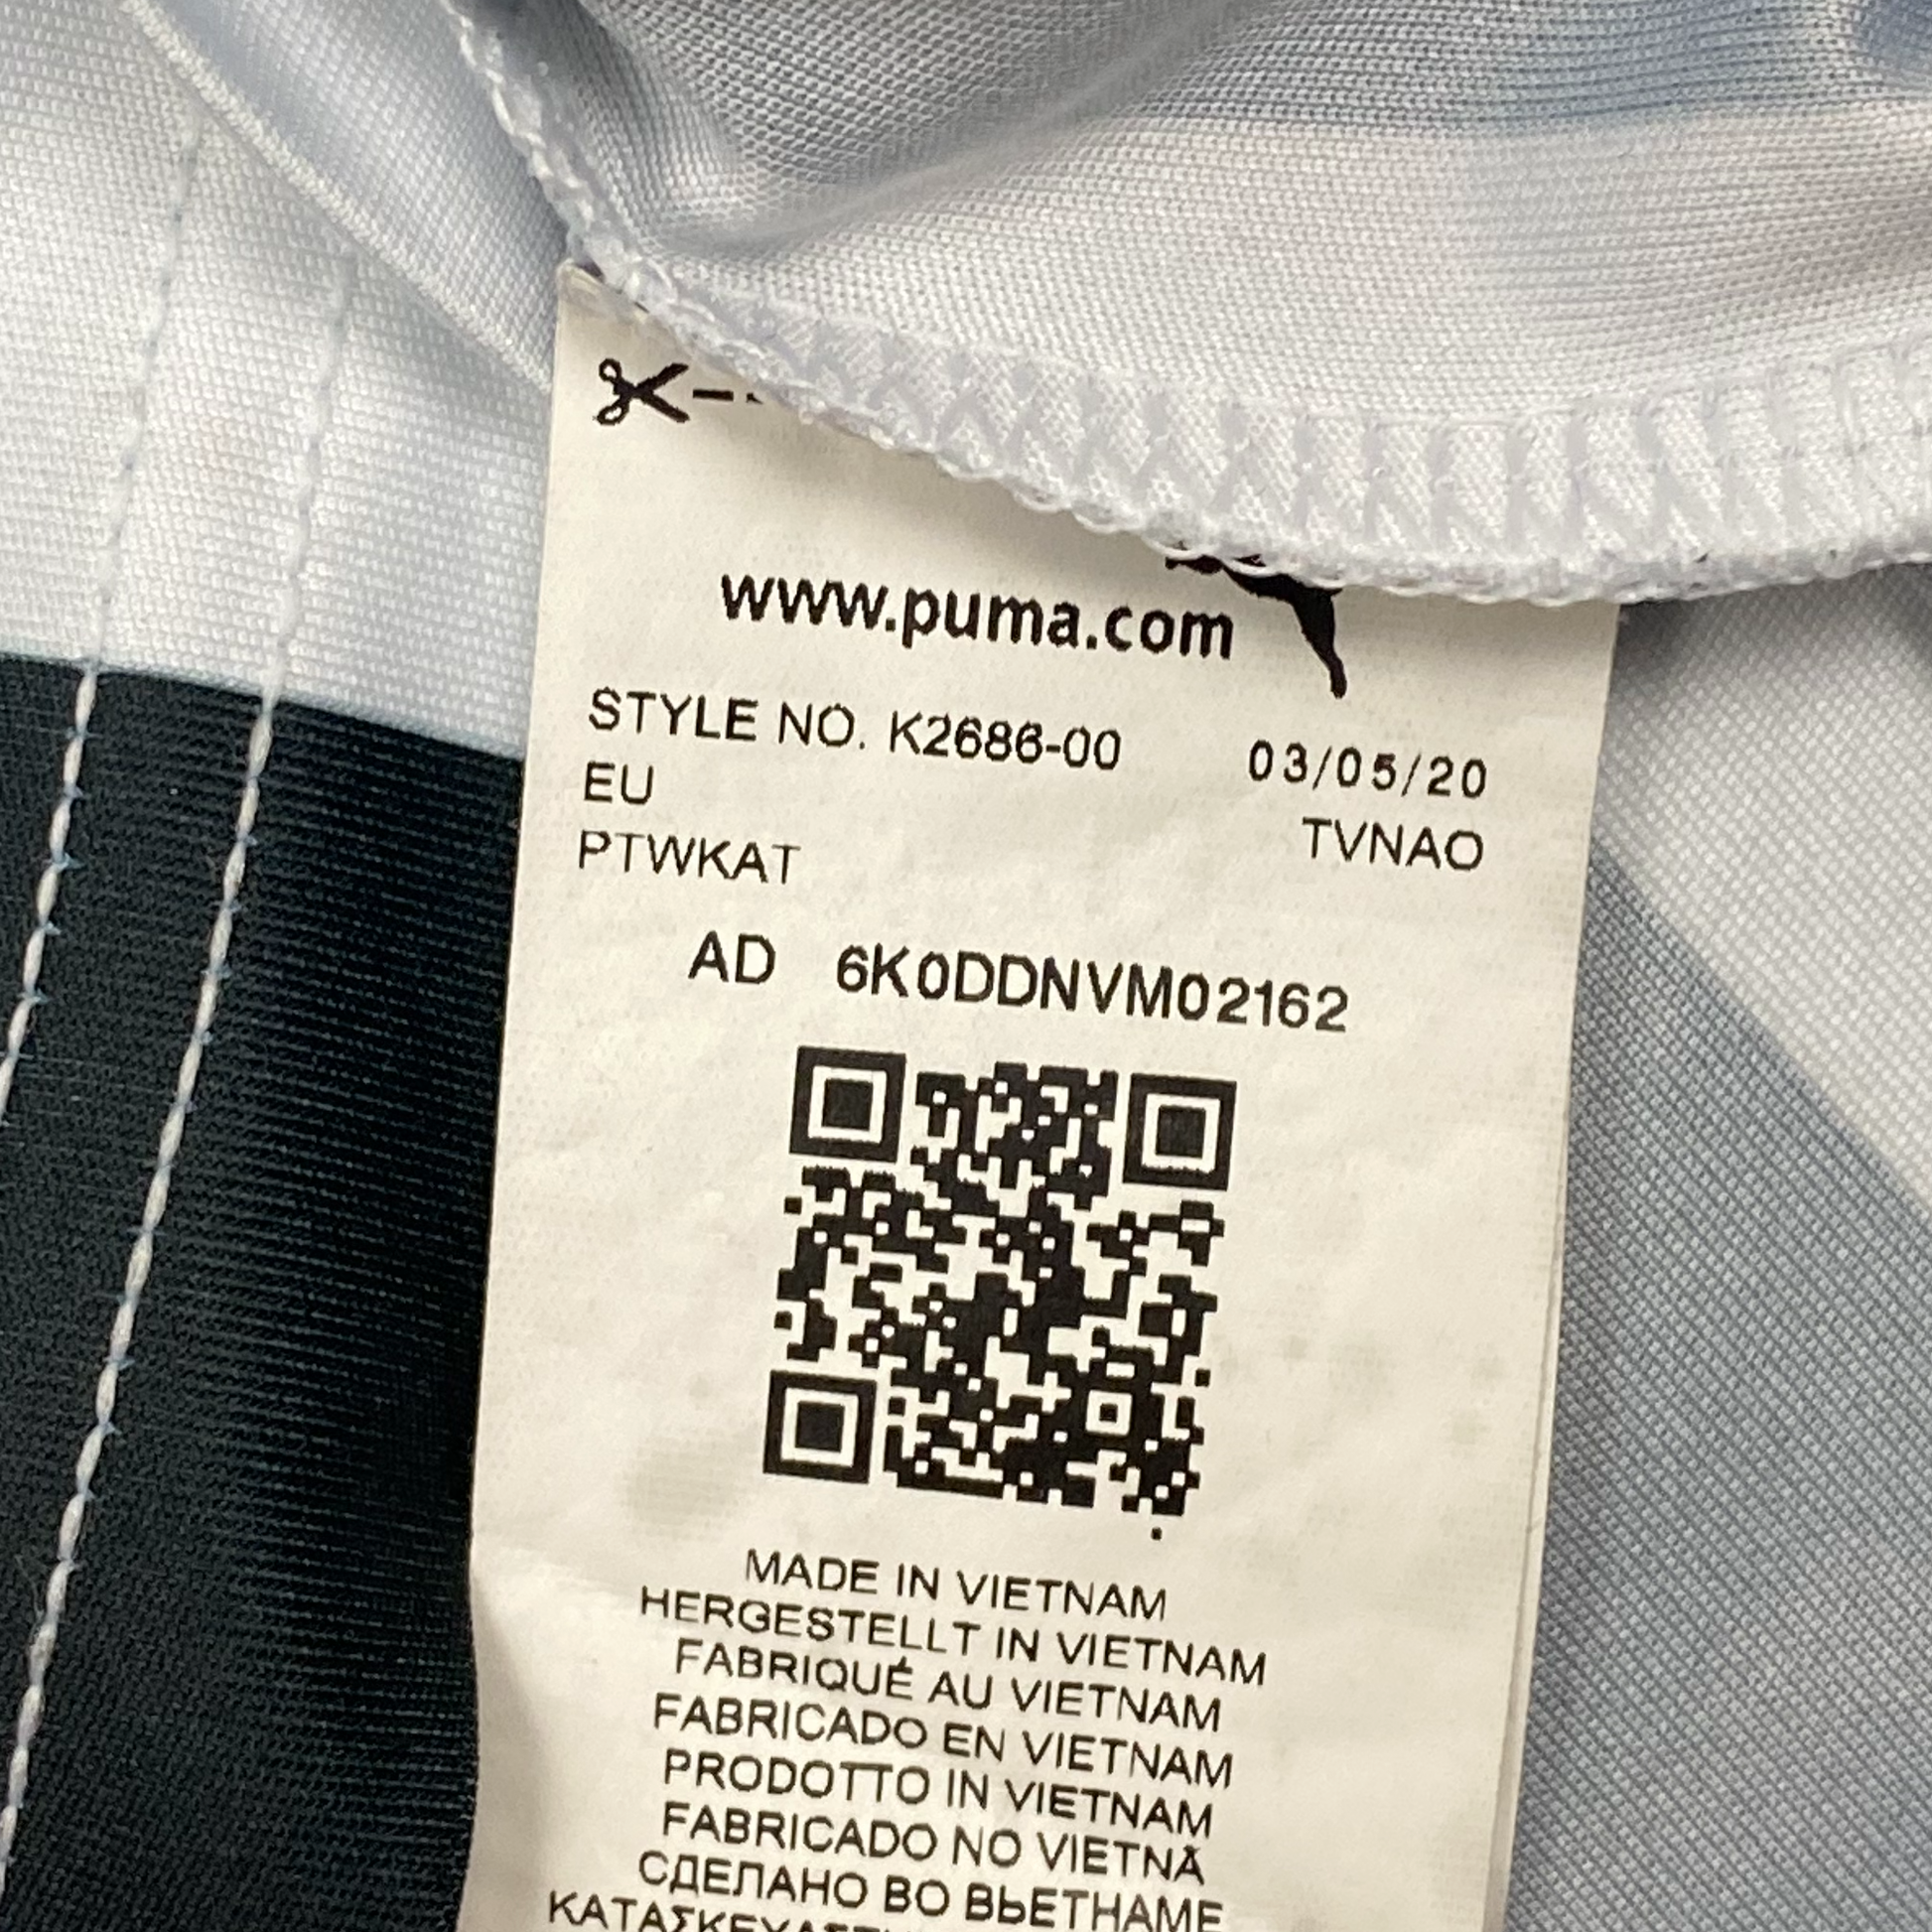 www.puma.com
STYLE NO. K2686-00 03/05/20
EU TVNAO
PTWKAT
AD 6K0DDNVM02162
MADE IN VIETNAM
HERGESTELLT IN VIETNAM
FABRIQUÉ AU VIETNAM
FABRICADO EN VIETNAM
PRODOTTO IN VIETNAM
FABRICADO NO VIETNÃ
СДЕЛАНО ВО ВЬЕТНАМЕ